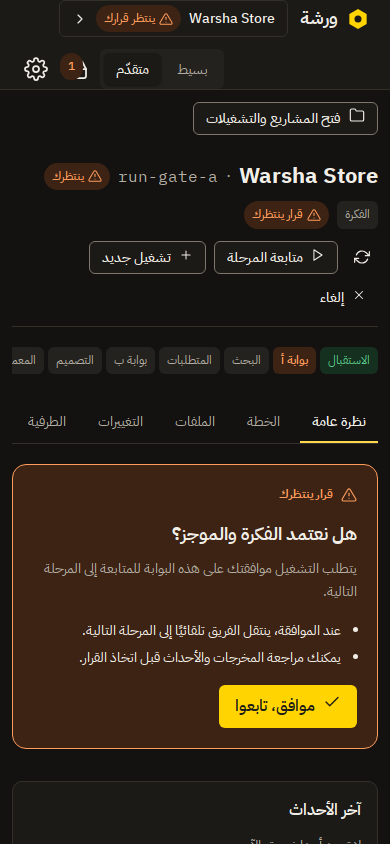 ورشة Warsha Store ينتظر قرارك
بسيط متقدّم 1
فتح المشاريع والتشغيلات
Warsha Store · run-gate-a ينتظرك
الفكرة قرار ينتظرك
متابعة المرحلة تشغيل جديد
إلغاء
الاستقبال بوابة أ البحث المتطلبات بوابة ب التصميم المعم
نظرة عامة الخطة الملفات التغييرات الطرفية
قرار ينتظرك
هل نعتمد الفكرة والموجز؟
يتطلب التشغيل موافقتك على هذه البوابة للمتابعة إلى المرحلة
التالية.
عند الموافقة، ينتقل الفريق تلقائيًا إلى المرحلة التالية.
يمكنك مراجعة المخرجات والأحداث قبل اتخاذ القرار.
موافق، تابعوا
آخر الأحداث